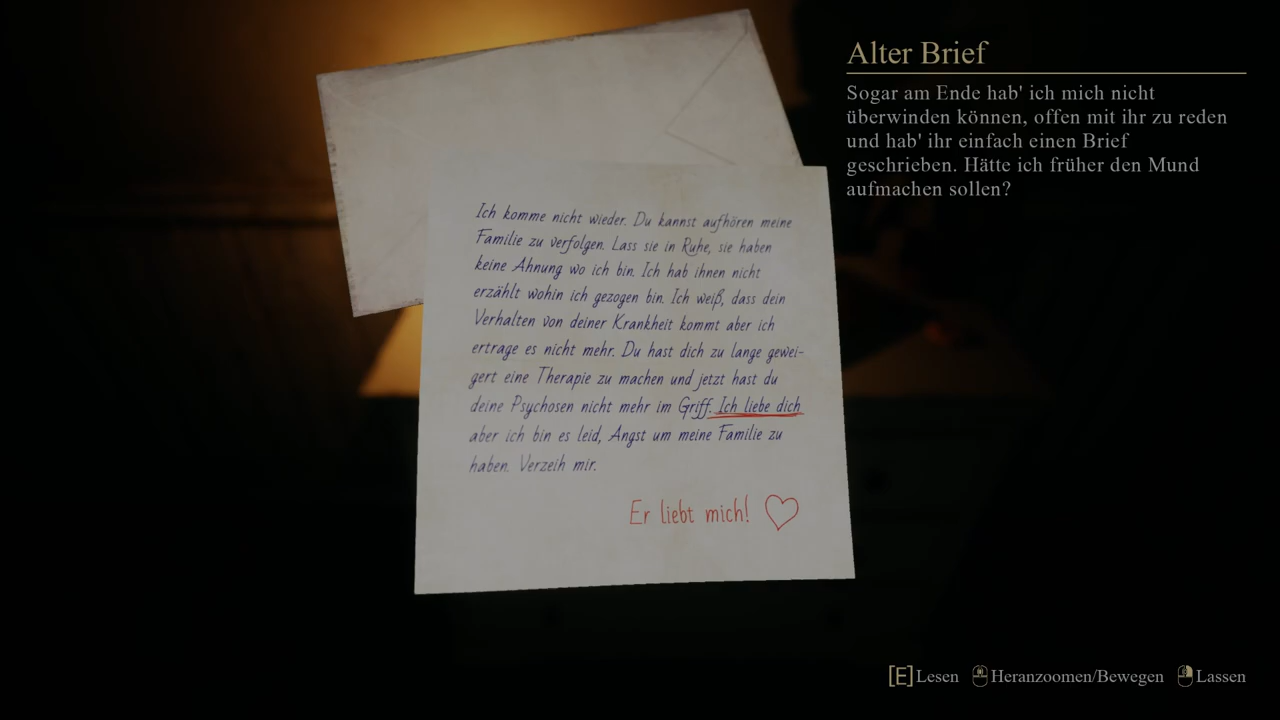 Alter Brief
Sogar am Ende hab' ich mich nicht
überwinden können, offen mit ihr zu reden
und hab' ihr einfach einen Brief
geschrieben. Hätte ich früher den Mund
aufmachen sollen?
Ich komme nicht wieder. Du kannst aufhören meine
Familie zu verfolgen. Lass sie in Ruhe, sie haben
keine Ahnung wo ich bin. Ich hab ihnen nicht
erzählt wohin ich gezogen bin. Ich weiß, dass dein
Verhalten von deiner Krankheit kommt aber ich
ertrage es nicht mehr. Du hast dich zu lange gewei-
gert eine Therapie zu machen und jetzt hast du
deine Psychosen nicht mehr im Griff. Ich liebe dich
aber ich bin es leid, Angst um meine Familie zu
haben. Verzeih mir.
Er liebt mich!
[E] Lesen Heranzoomen/Bewegen Lassen